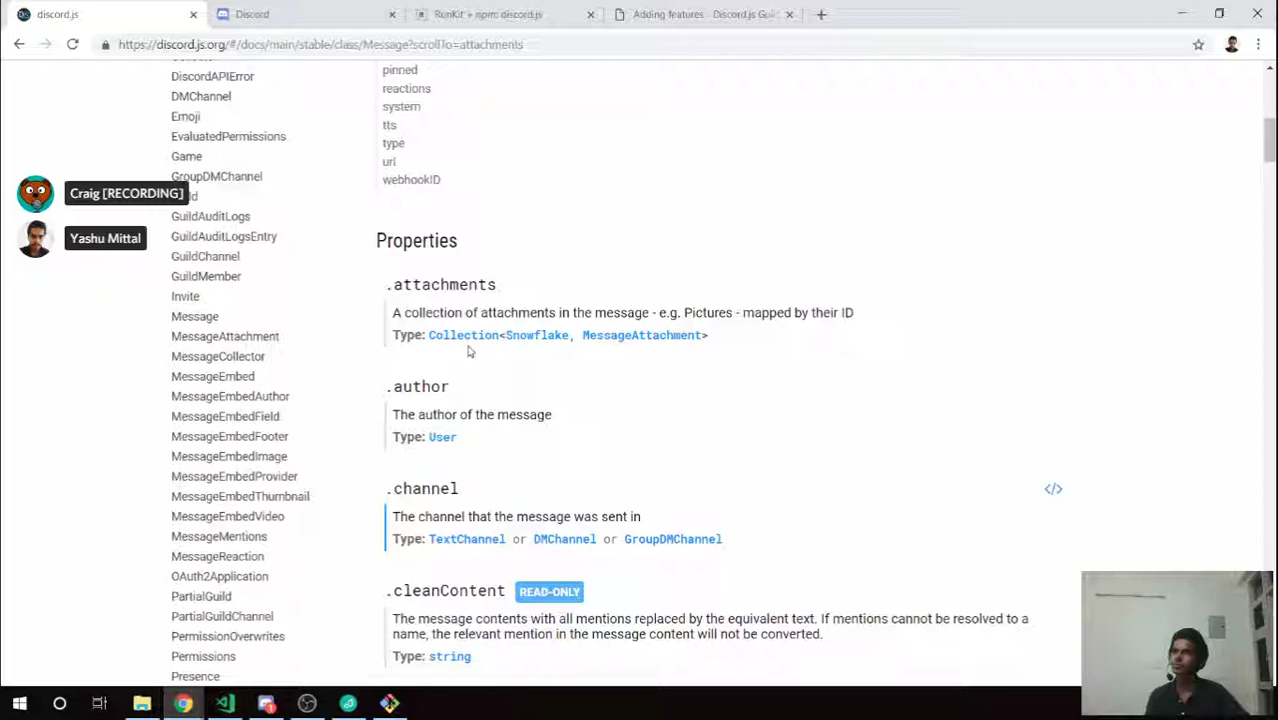 discord.js
Discord
RunKit + npm: discord.js
Adding features - Discord.js Gui
https://discord.js.org/#/docs/main/stable/class/Message?scrollTo=attachments
DiscordAPIError
DMChannel
Emoji
EvaluatedPermissions
Game
GroupDMChannel
GuildAuditLogs
GuildAuditLogsEntry
GuildChannel
GuildMember
Invite
Message
MessageAttachment
MessageCollector
MessageEmbed
MessageEmbedAuthor
MessageEmbedField
MessageEmbedFooter
MessageEmbedImage
MessageEmbedProvider
MessageEmbedThumbnail
MessageEmbedVideo
MessageMentions
MessageReaction
OAuth2Application
PartialGuild
PartialGuildChannel
PermissionOverwrites
Permissions
Presence
Craig [RECORDING]
Yashu Mittal
pinned
reactions
system
tts
type
url
webhookID
Properties
.attachments
A collection of attachments in the message - e.g. Pictures - mapped by their ID
Type: Collection<Snowflake, MessageAttachment>
.author
The author of the message
Type: User
.channel
</>
The channel that the message was sent in
Type: TextChannel or DMChannel or GroupDMChannel
.cleanContent READ-ONLY
The message contents with all mentions replaced by the equivalent text. If mentions cannot be resolved to a
name, the relevant mention in the message content will not be converted.
Type: string